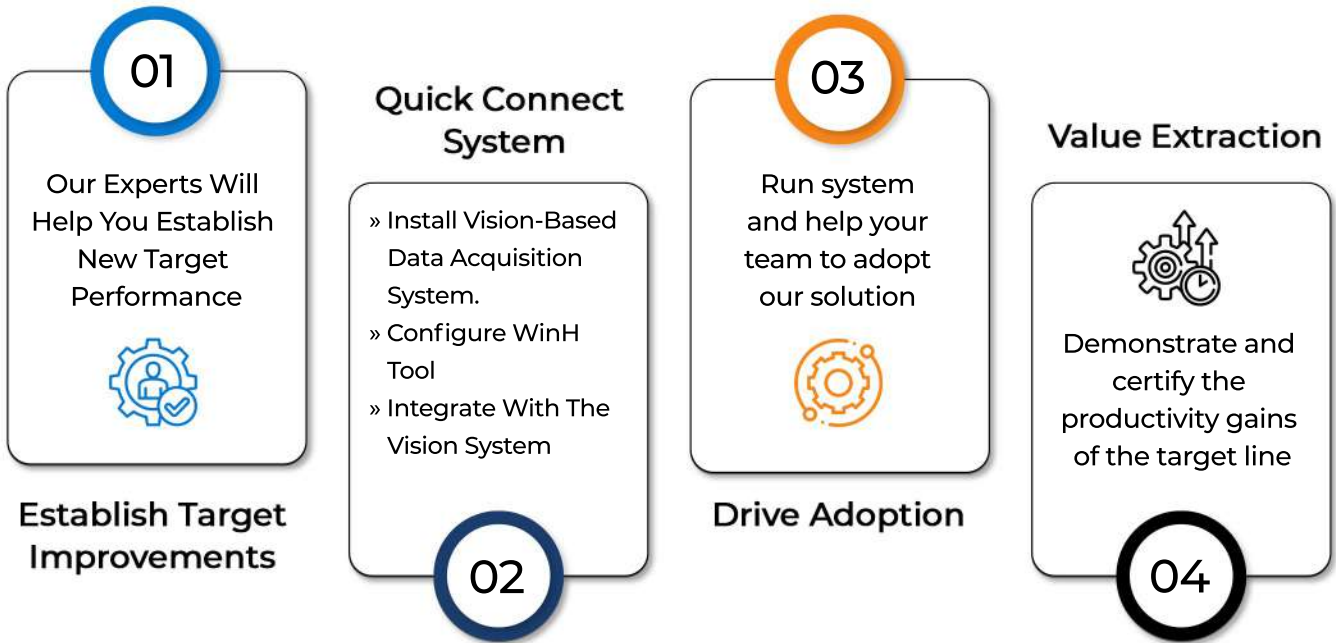 01
Our Experts Will
Help You Establish
New Target
Performance
Establish Target
Improvements
Quick Connect
System
» Install Vision-Based
Data Acquisition
System.
» Configure WinH
Tool
» Integrate With The
Vision System
02
03
Run system
and help your
team to adopt
our solution
Drive Adoption
Value Extraction
Demonstrate and
certify the
productivity gains
of the target line
04